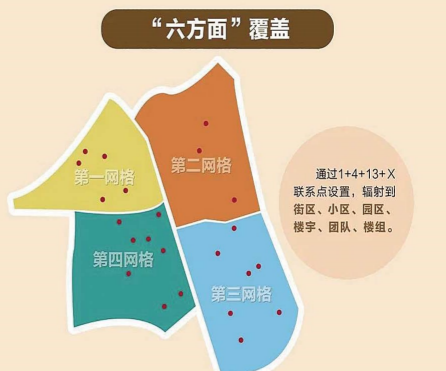 “六方面”覆盖
第一网格
第二网格
通过1+4+13+X
联系点设置，辐射到
街区、小区、园区、
楼宇、团队、楼组。
第四网格
第三网格